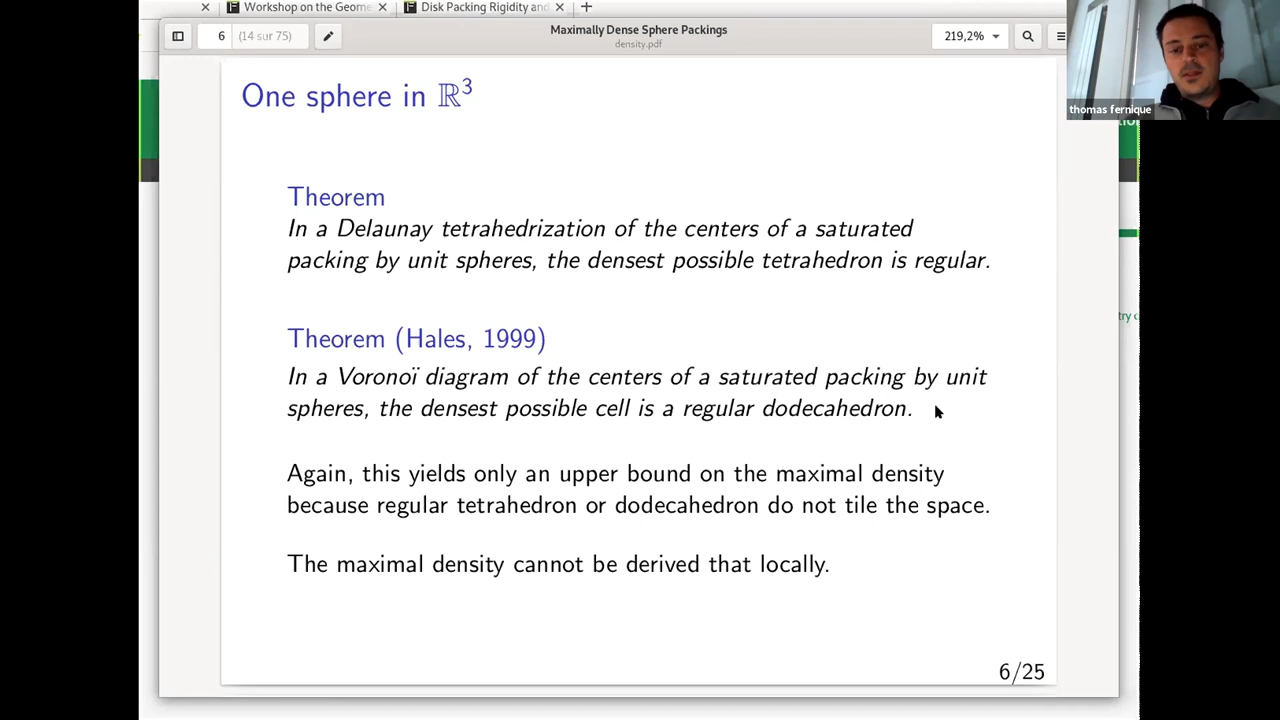 Workshop on the Geome
Disk Packing Rigidity and
6 (14 sur 75)
Maximally Dense Sphere Packings
density.pdf
219,2%
thomas fernique
One sphere in ℝ³
Theorem
In a Delaunay tetrahedrization of the centers of a saturated
packing by unit spheres, the densest possible tetrahedron is regular.
Theorem (Hales, 1999)
In a Voronoï diagram of the centers of a saturated packing by unit
spheres, the densest possible cell is a regular dodecahedron.
Again, this yields only an upper bound on the maximal density
because regular tetrahedron or dodecahedron do not tile the space.
The maximal density cannot be derived that locally.
6/25